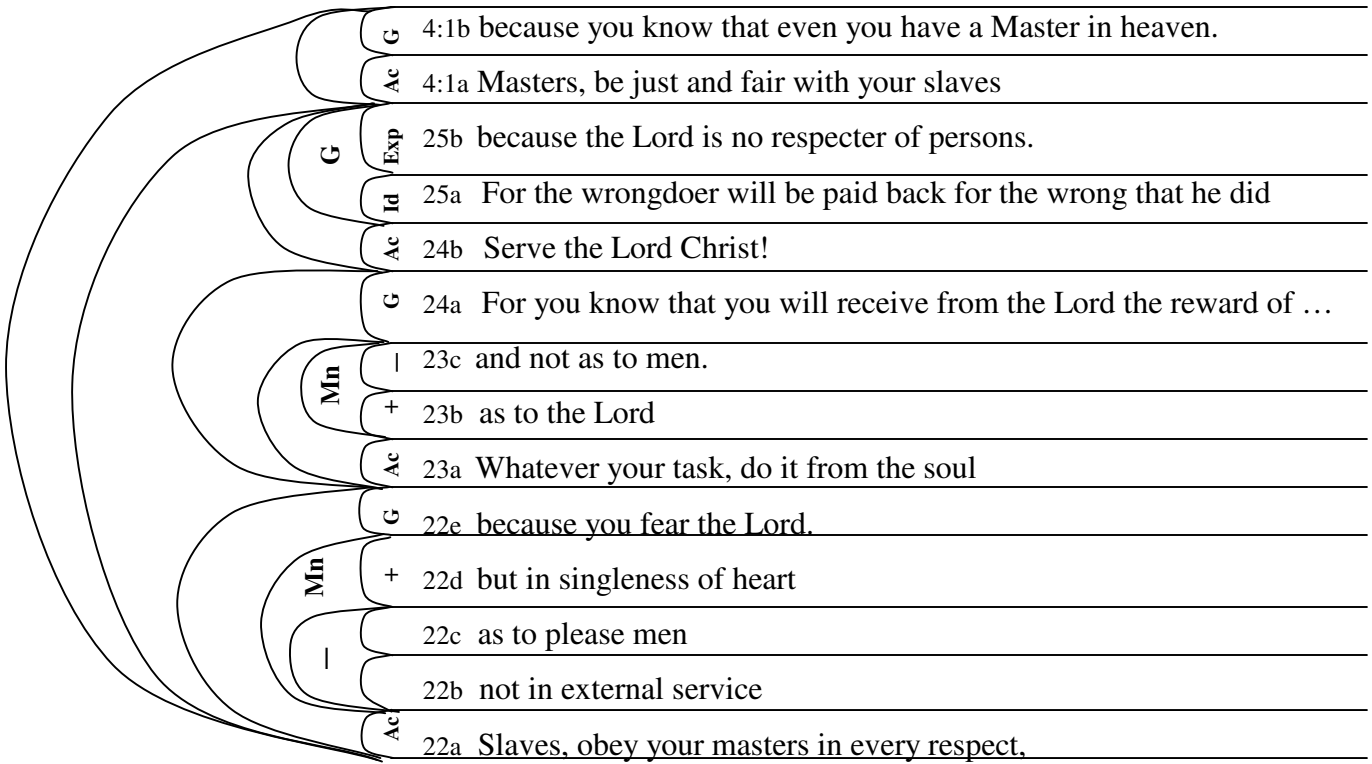 G 4:1b because you know that even you have a Master in heaven.
Ac 4:1a Masters, be just and fair with your slaves
G Exp 25b because the Lord is no respecter of persons.
Id 25a For the wrongdoer will be paid back for the wrong that he did
Ac 24b Serve the Lord Christ!
G 24a For you know that you will receive from the Lord the reward of …
– 23c and not as to men.
Mn + 23b as to the Lord
Ac 23a Whatever your task, do it from the soul
G 22e because you fear the Lord.
Mn + 22d but in singleness of heart
– 22c as to please men
22b not in external service
Ac 22a Slaves, obey your masters in every respect,